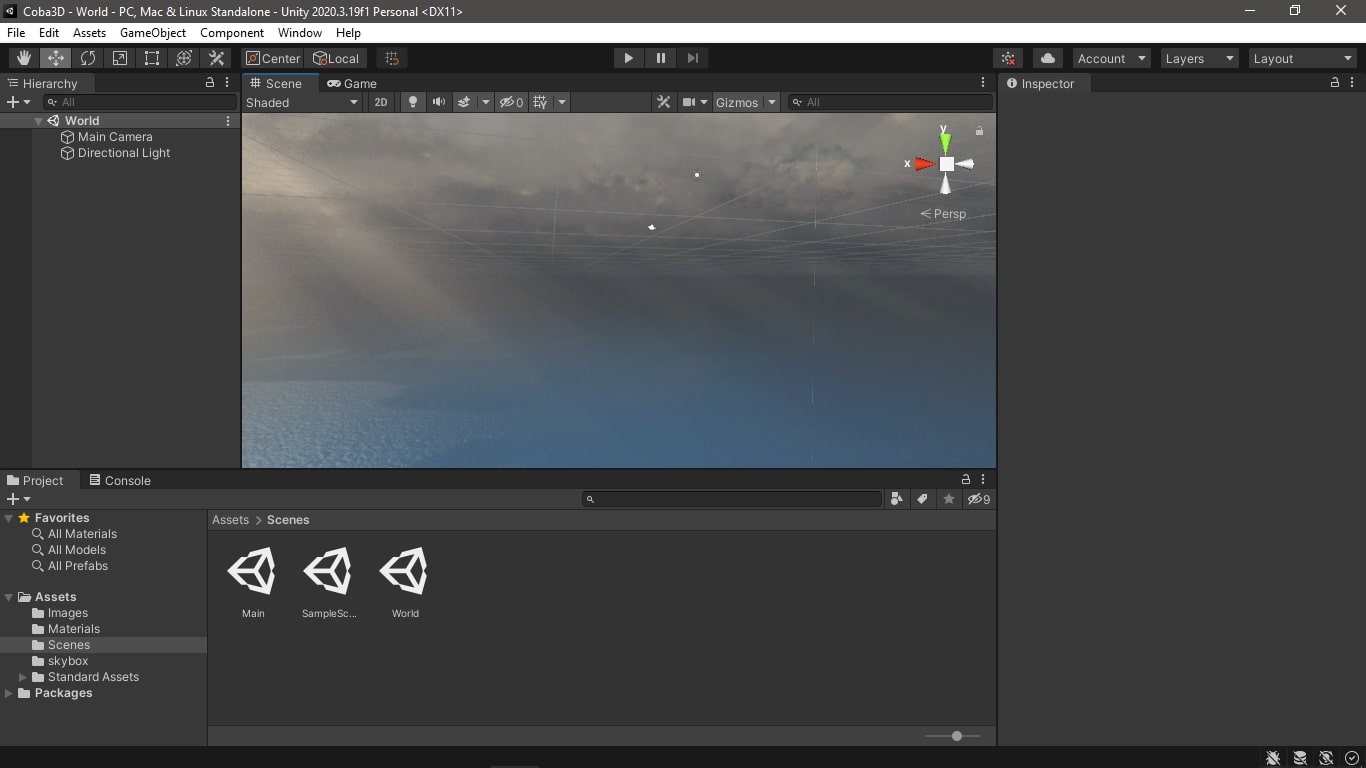 Coba3D - World - PC, Mac & Linux Standalone - Unity 2020.3.19f1 Personal <DX11>
File Edit Assets GameObject Component Window Help
Center Local Account Layers Layout
Hierarchy
All
World
Main Camera
Directional Light
Scene Game
Shaded 2D 0 Gizmos All
y
x
Persp
Inspector
Project Console
9
Favorites
All Materials
All Models
All Prefabs
Assets
Images
Materials
Scenes
skybox
Standard Assets
Packages
Assets > Scenes
Main SampleSc... World